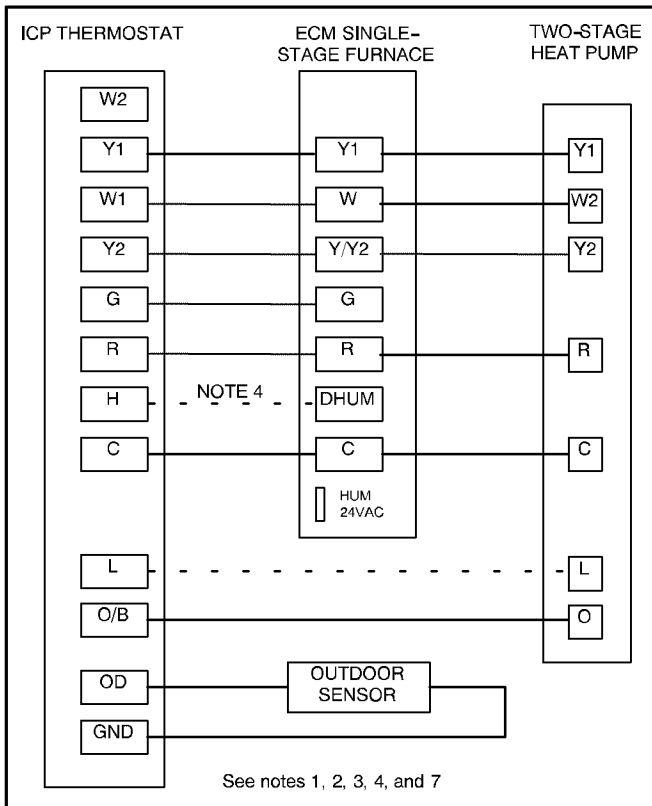 ICP THERMOSTAT
ECM SINGLE-
STAGE FURNACE
TWO-STAGE
HEAT PUMP
W2
Y1 Y1 Y1
W1 W W2
Y2 Y/Y2 Y2
G G
R R R
H NOTE 4 DHUM
C C C
HUM
24VAC
L L
O/B O
OD OUTDOOR
SENSOR
GND
See notes 1, 2, 3, 4, and 7